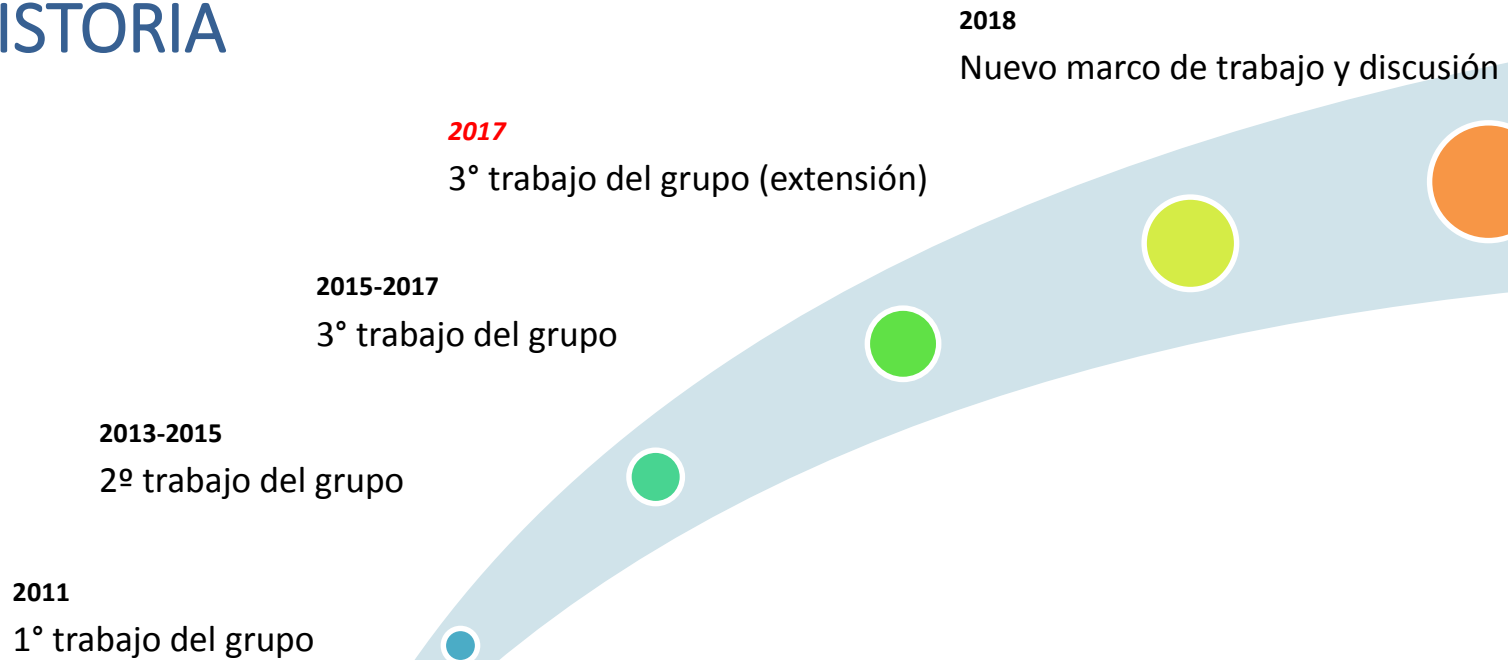 ISTORIA
2018
Nuevo marco de trabajo y discusión
2017
3° trabajo del grupo (extensión)
2015-2017
3° trabajo del grupo
2013-2015
2º trabajo del grupo
2011
1° trabajo del grupo